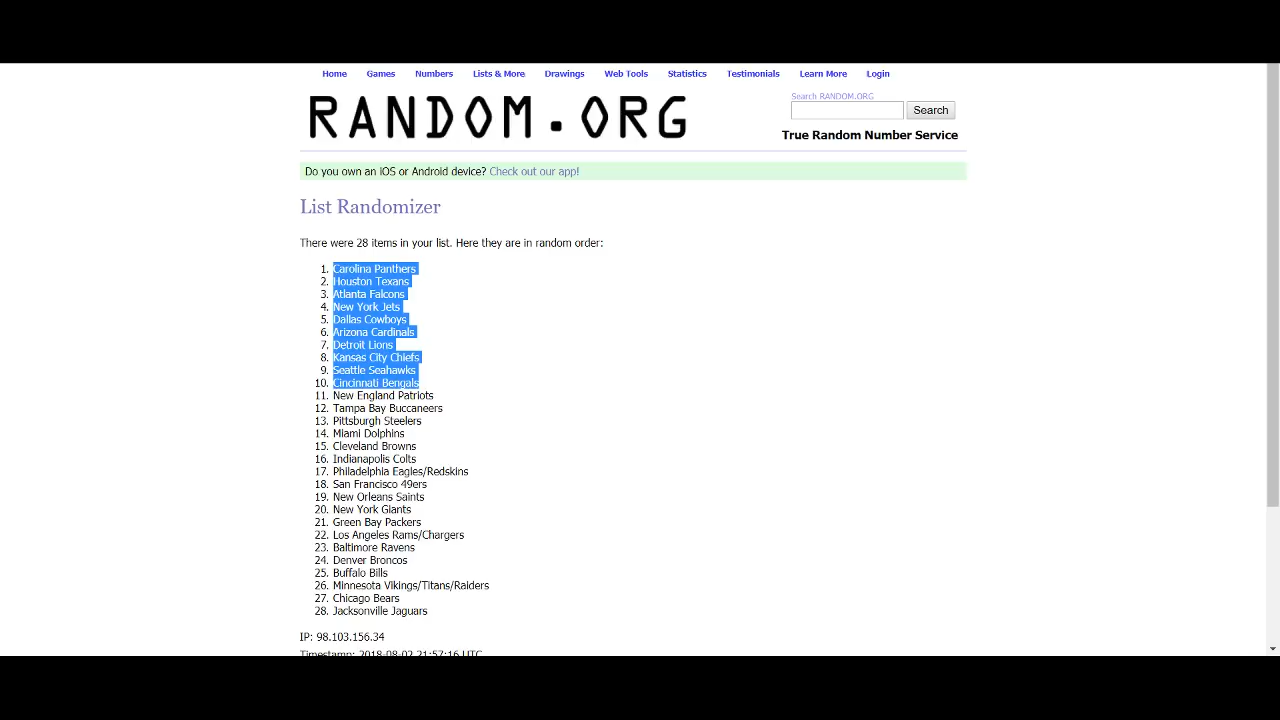 Home Games Numbers Lists & More Drawings Web Tools Statistics Testimonials Learn More Login
RANDOM.ORG
Search RANDOM.ORG
Search
True Random Number Service
Do you own an iOS or Android device? Check out our app!
List Randomizer
There were 28 items in your list. Here they are in random order:
1. Carolina Panthers
2. Houston Texans
3. Atlanta Falcons
4. New York Jets
5. Dallas Cowboys
6. Arizona Cardinals
7. Detroit Lions
8. Kansas City Chiefs
9. Seattle Seahawks
10. Cincinnati Bengals
11. New England Patriots
12. Tampa Bay Buccaneers
13. Pittsburgh Steelers
14. Miami Dolphins
15. Cleveland Browns
16. Indianapolis Colts
17. Philadelphia Eagles/Redskins
18. San Francisco 49ers
19. New Orleans Saints
20. New York Giants
21. Green Bay Packers
22. Los Angeles Rams/Chargers
23. Baltimore Ravens
24. Denver Broncos
25. Buffalo Bills
26. Minnesota Vikings/Titans/Raiders
27. Chicago Bears
28. Jacksonville Jaguars
IP: 98.103.156.34
Timestamp: 2018-08-02 21:57:16 UTC